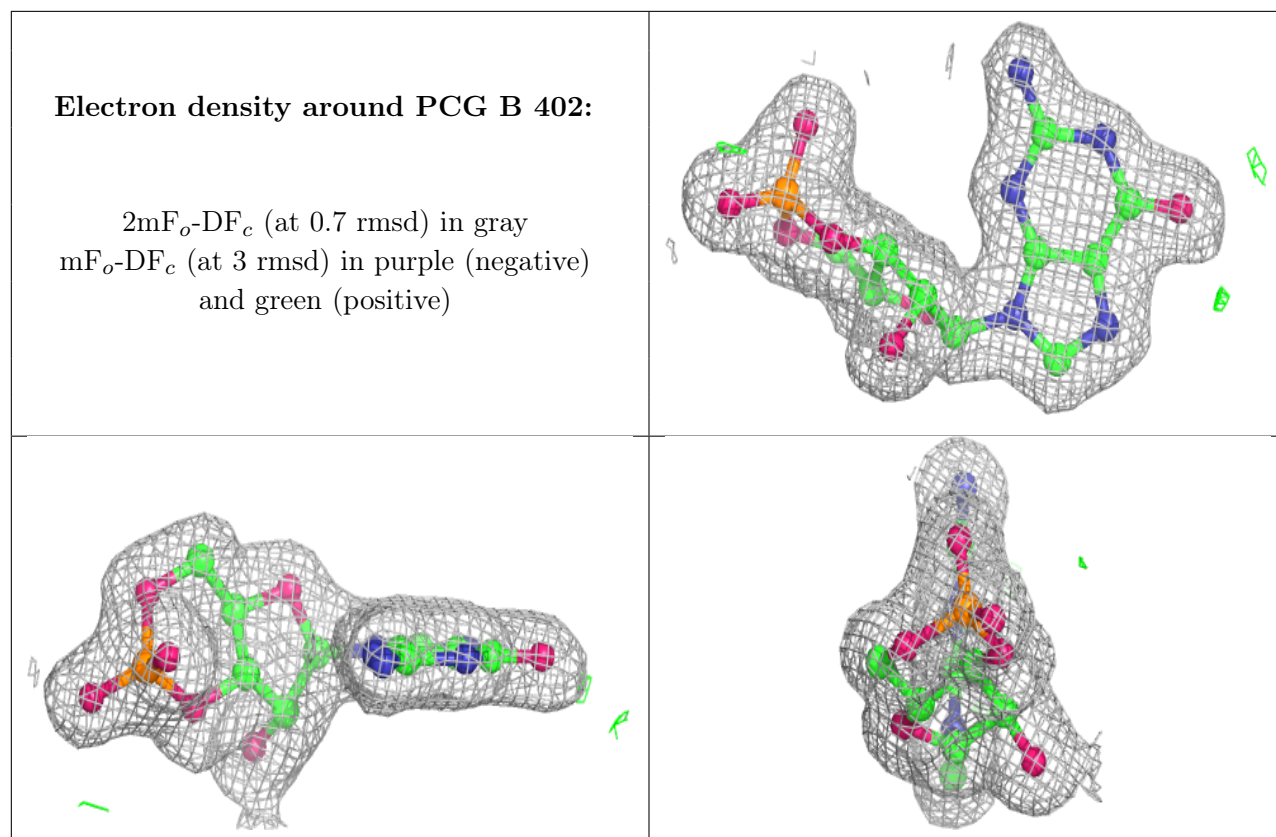 Electron density around PCG B 402:
2mFo-DFc (at 0.7 rmsd) in gray
mFo-DFc (at 3 rmsd) in purple (negative)
and green (positive)